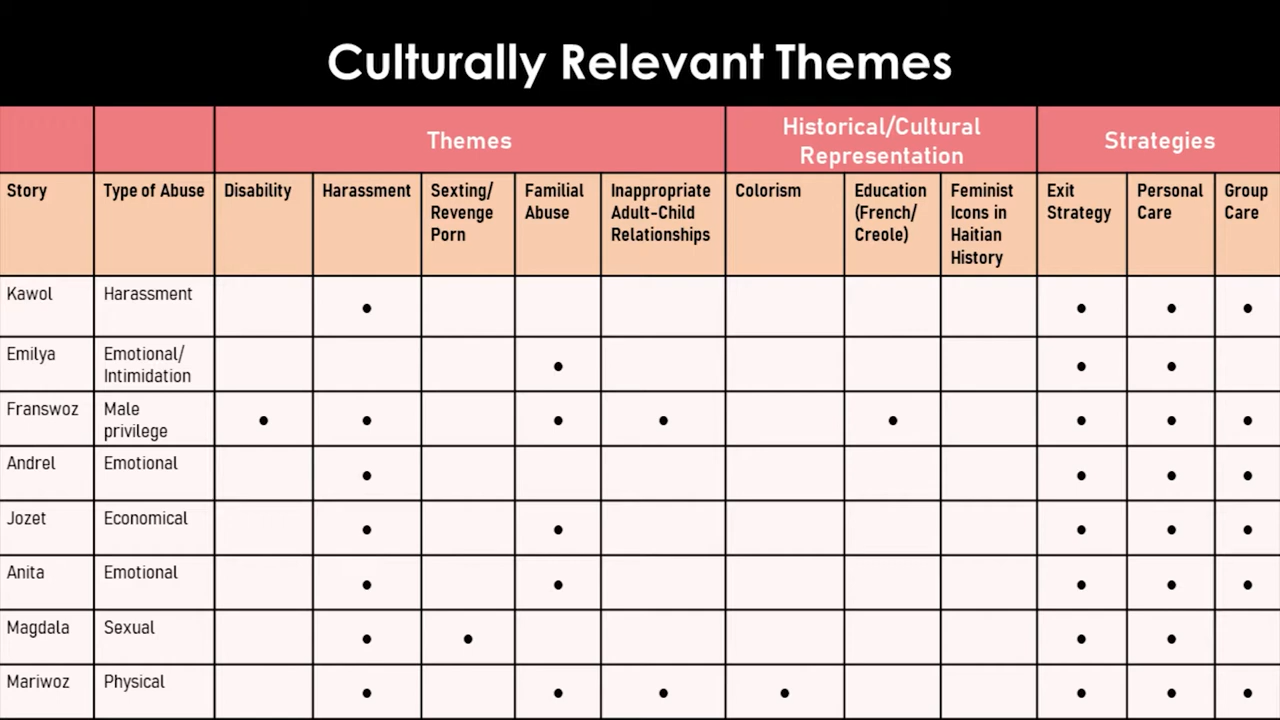 Culturally Relevant Themes
Themes
Historical/Cultural
Representation
Strategies
Story
Type of Abuse
Disability
Harassment
Sexting/
Revenge
Porn
Familial
Abuse
Inappropriate
Adult-Child
Relationships
Colorism
Education
(French/
Creole)
Feminist
Icons in
Haitian
History
Exit
Strategy
Personal
Care
Group
Care
Kawol
Harassment
• • • •
Emilya
Emotional/
Intimidation
• • •
Franswoz
Male
privilege
• • • • • • • •
Andrel
Emotional
• • • •
Jozet
Economical
• • • • •
Anita
Emotional
• • • • •
Magdala
Sexual
• • • •
Mariwoz
Physical
• • • • • • •